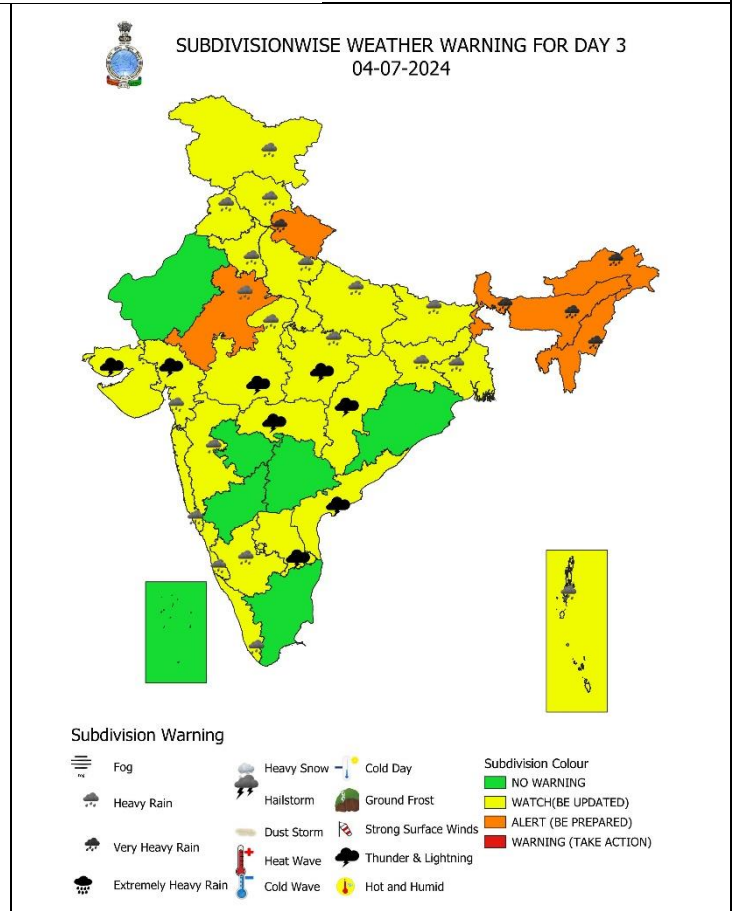 SUBDIVISIONWISE WEATHER WARNING FOR DAY 3
04-07-2024
Subdivision Warning
Fog
Heavy Rain
Very Heavy Rain
Extremely Heavy Rain
Heavy Snow
Hailstorm
Dust Storm
Heat Wave
Cold Wave
Cold Day
Ground Frost
Strong Surface Winds
Thunder & Lightning
Hot and Humid
Subdivision Colour
NO WARNING
WATCH(BE UPDATED)
ALERT (BE PREPARED)
WARNING (TAKE ACTION)